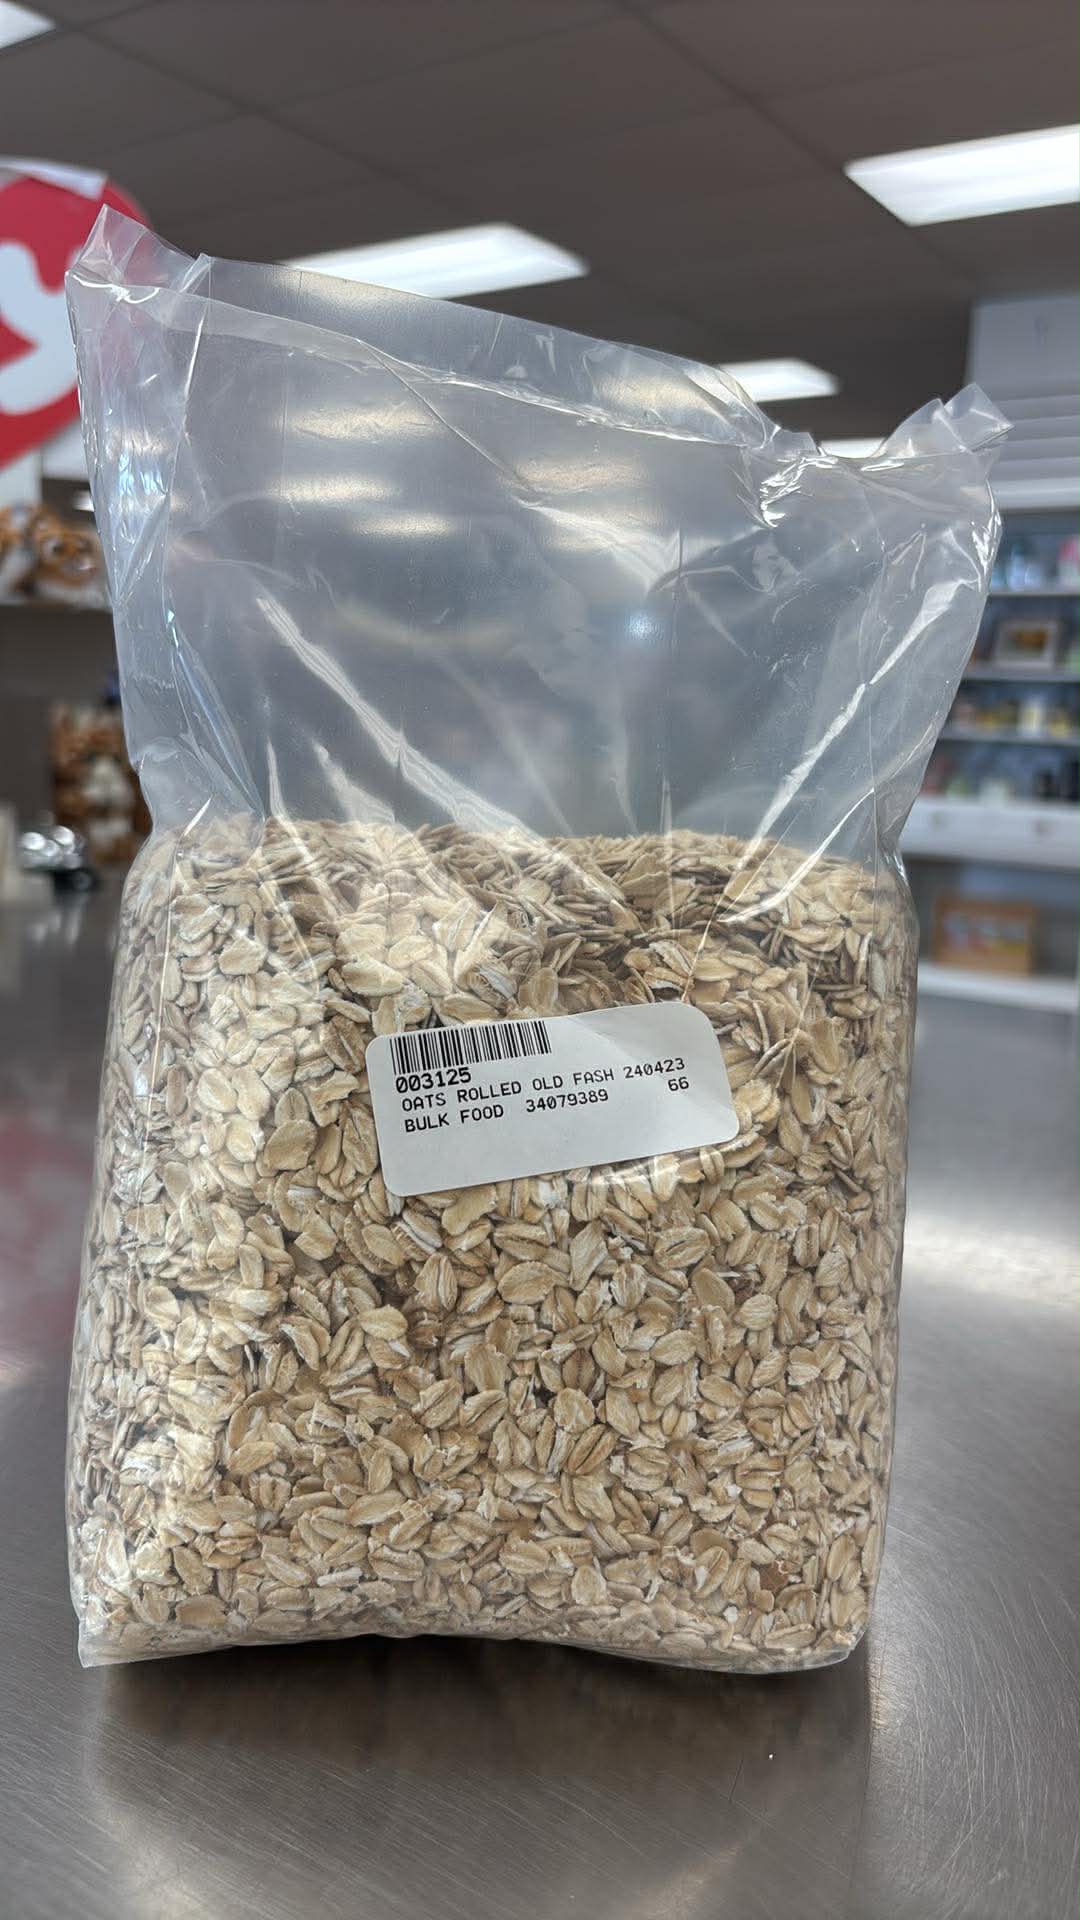 003125
OATS ROLLED OLD FASH 240423
BULK FOOD 34079389 66